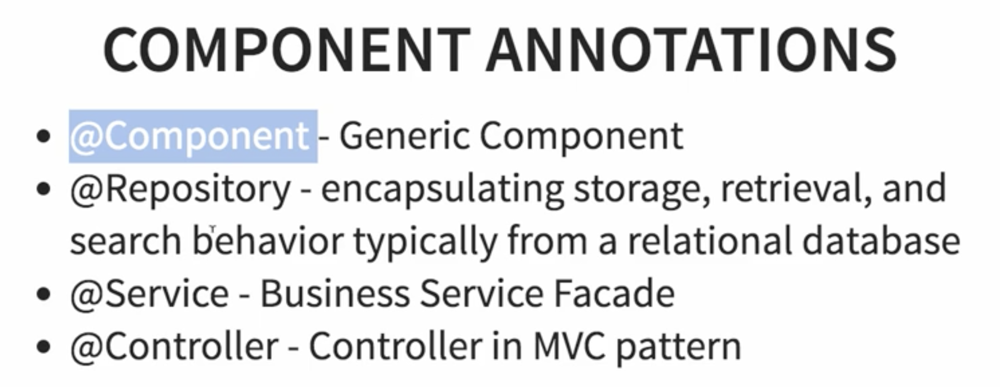 COMPONENT ANNOTATIONS
• @Component - Generic Component
• @Repository - encapsulating storage, retrieval, and
search behavior typically from a relational database
• @Service - Business Service Facade
• @Controller - Controller in MVC pattern